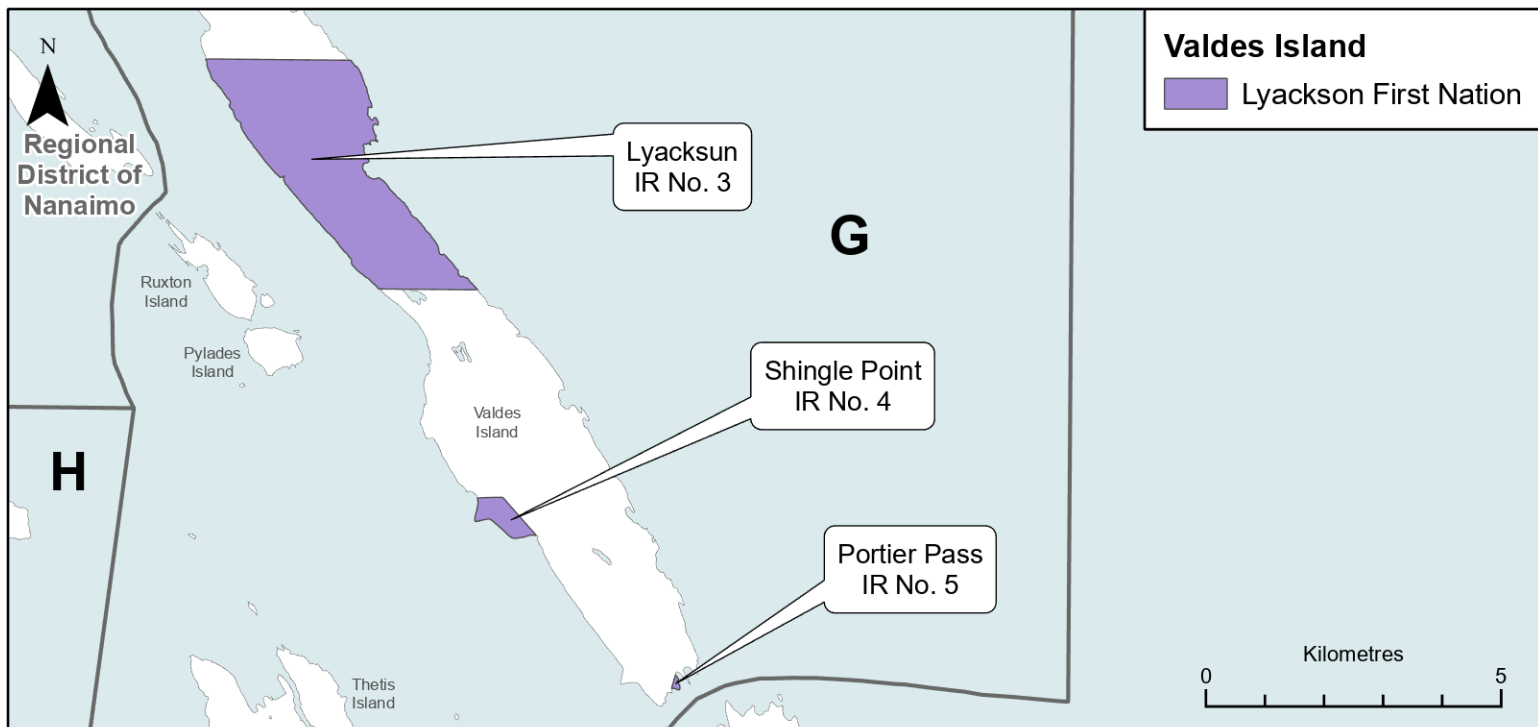 N
Regional
District of
Nanaimo
Valdes Island
Lyackson First Nation
Lyacksun
IR No. 3
G
Ruxton
Island
Pylades
Island
Shingle Point
IR No. 4
Valdes
Island
H
Portier Pass
IR No. 5
Thetis
Island
Kilometres
0 5